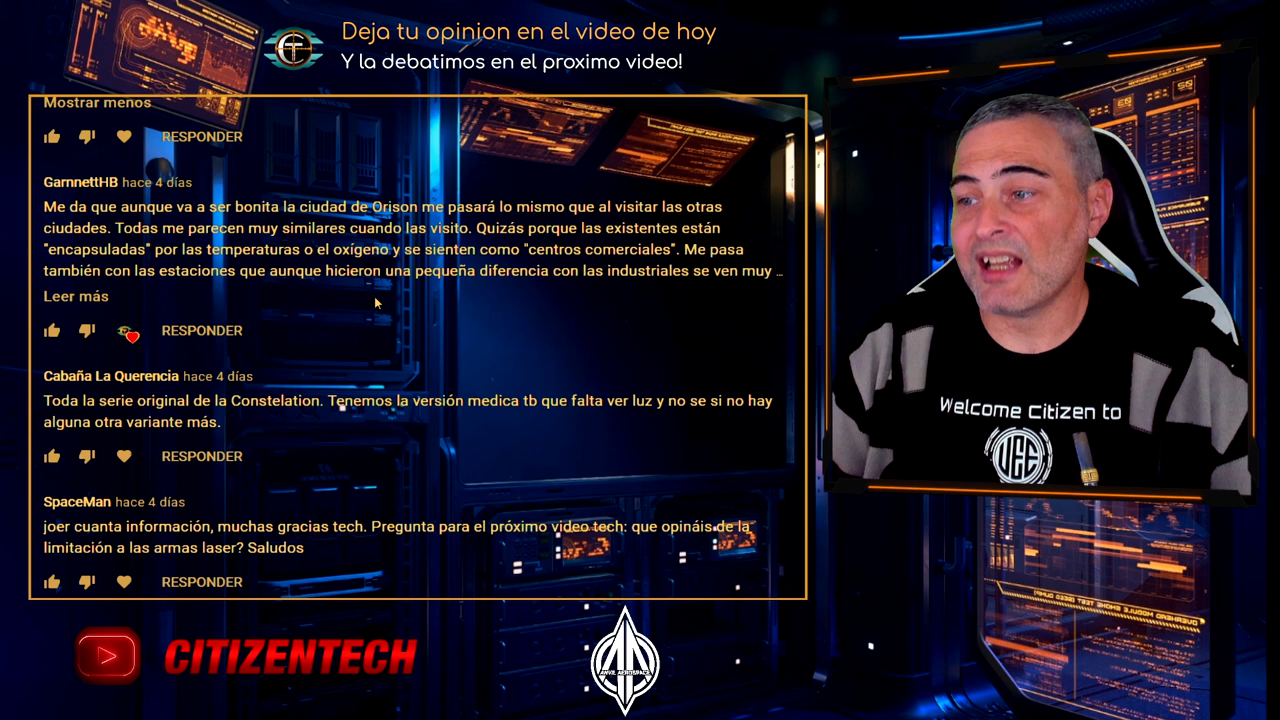 Deja tu opinion en el video de hoy
Y la debatimos en el proximo video!
Mostrar menos
RESPONDER
GarnnettHB hace 4 días
Me da que aunque va a ser bonita la ciudad de Orison me pasará lo mismo que al visitar las otras
ciudades. Todas me parecen muy similares cuando las visito. Quizás porque las existentes están
"encapsuladas" por las temperaturas o el oxígeno y se sienten como "centros comerciales". Me pasa
también con las estaciones que aunque hicieron una pequeña diferencia con las industriales se ven muy ...
Leer más
RESPONDER
Cabaña La Querencia hace 4 días
Toda la serie original de la Constelation. Tenemos la versión medica tb que falta ver luz y no se si no hay
alguna otra variante más.
RESPONDER
SpaceMan hace 4 días
joer cuanta información, muchas gracias tech. Pregunta para el próximo video tech: que opináis de la
limitación a las armas laser? Saludos
RESPONDER
Welcome Citizen to
UEE
CITIZENTECH
ANVIL AEROSPACE